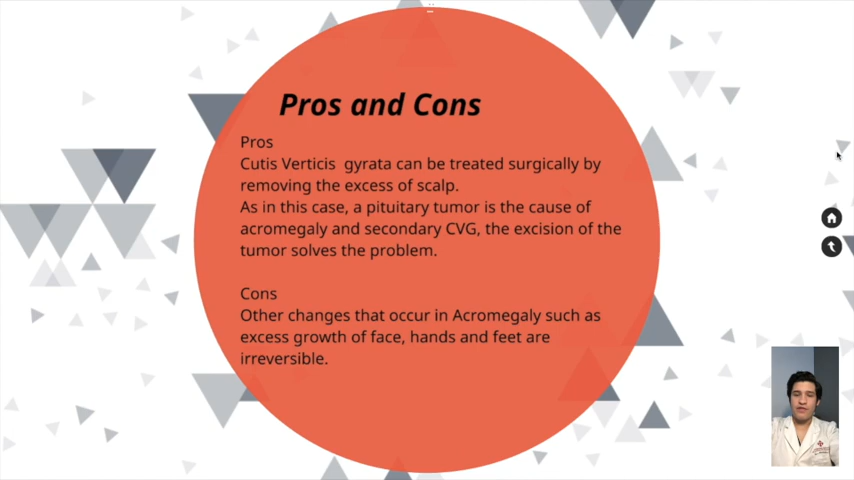 Pros and Cons
Pros
Cutis Verticis gyrata can be treated surgically by
removing the excess of scalp.
As in this case, a pituitary tumor is the cause of
acromegaly and secondary CVG, the excision of the
tumor solves the problem.
Cons
Other changes that occur in Acromegaly such as
excess growth of face, hands and feet are
irreversible.